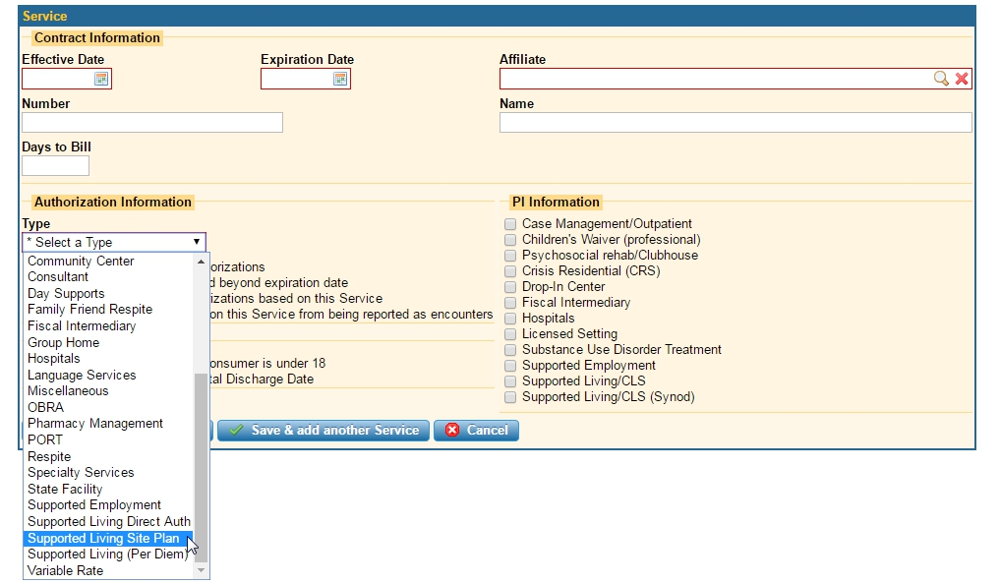 Service
Contract Information
Effective Date
Expiration Date
Affiliate
Number
Name
Days to Bill
Authorization Information
Type
* Select a Type
Community Center
Consultant
Day Supports
Family Friend Respite
Fiscal Intermediary
Group Home
Hospitals
Language Services
Miscellaneous
OBRA
Pharmacy Management
PORT
Respite
Specialty Services
State Facility
Supported Employment
Supported Living Direct Auth
Supported Living Site Plan
Supported Living (Per Diem)
Variable Rate
orizations
d beyond expiration date
izations based on this Service
on this Service from being reported as encounters
onsumer is under 18
tal Discharge Date
PI Information
Case Management/Outpatient
Children's Waiver (professional)
Psychosocial rehab/Clubhouse
Crisis Residential (CRS)
Drop-In Center
Fiscal Intermediary
Hospitals
Licensed Setting
Substance Use Disorder Treatment
Supported Employment
Supported Living/CLS
Supported Living/CLS (Synod)
Save & add another Service
Cancel